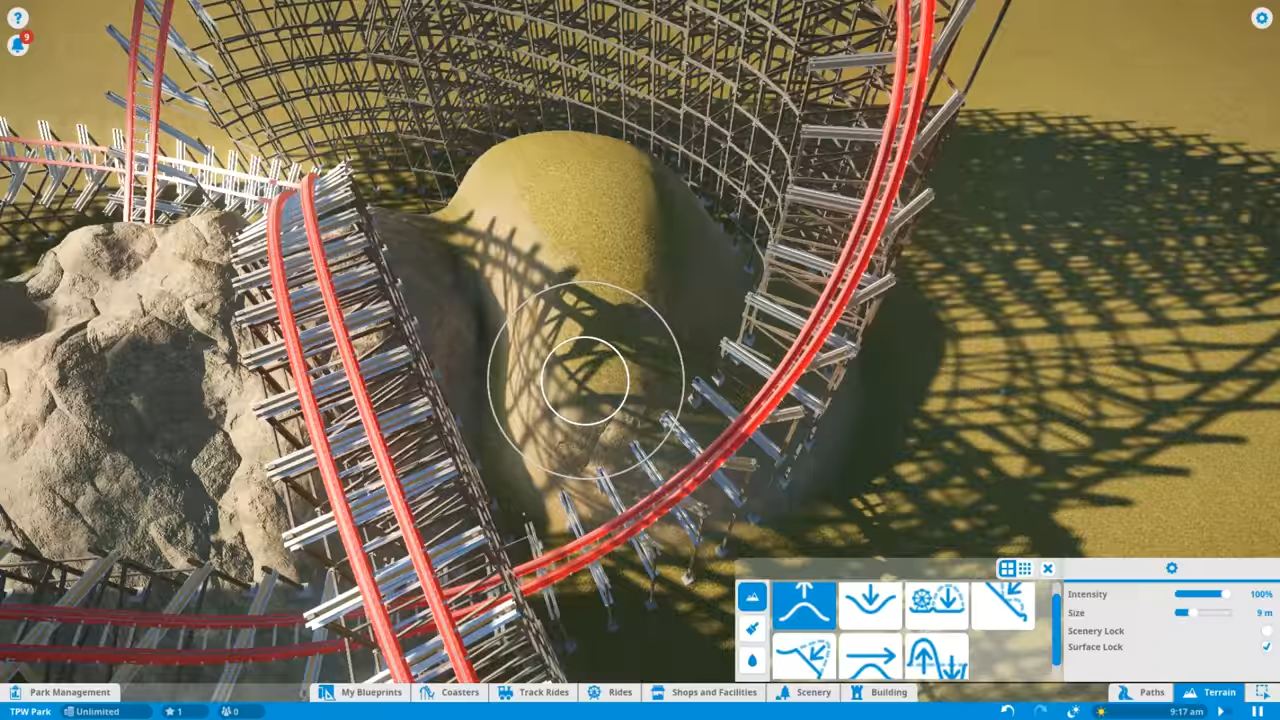 ?
9
Intensity 100%
Size 9 m
Scenery Lock
Surface Lock
Park Management
My Blueprints
Coasters
Track Rides
Rides
Shops and Facilities
Scenery
Building
Paths
Terrain
TPW Park
Unlimited
1
0
9:17 am